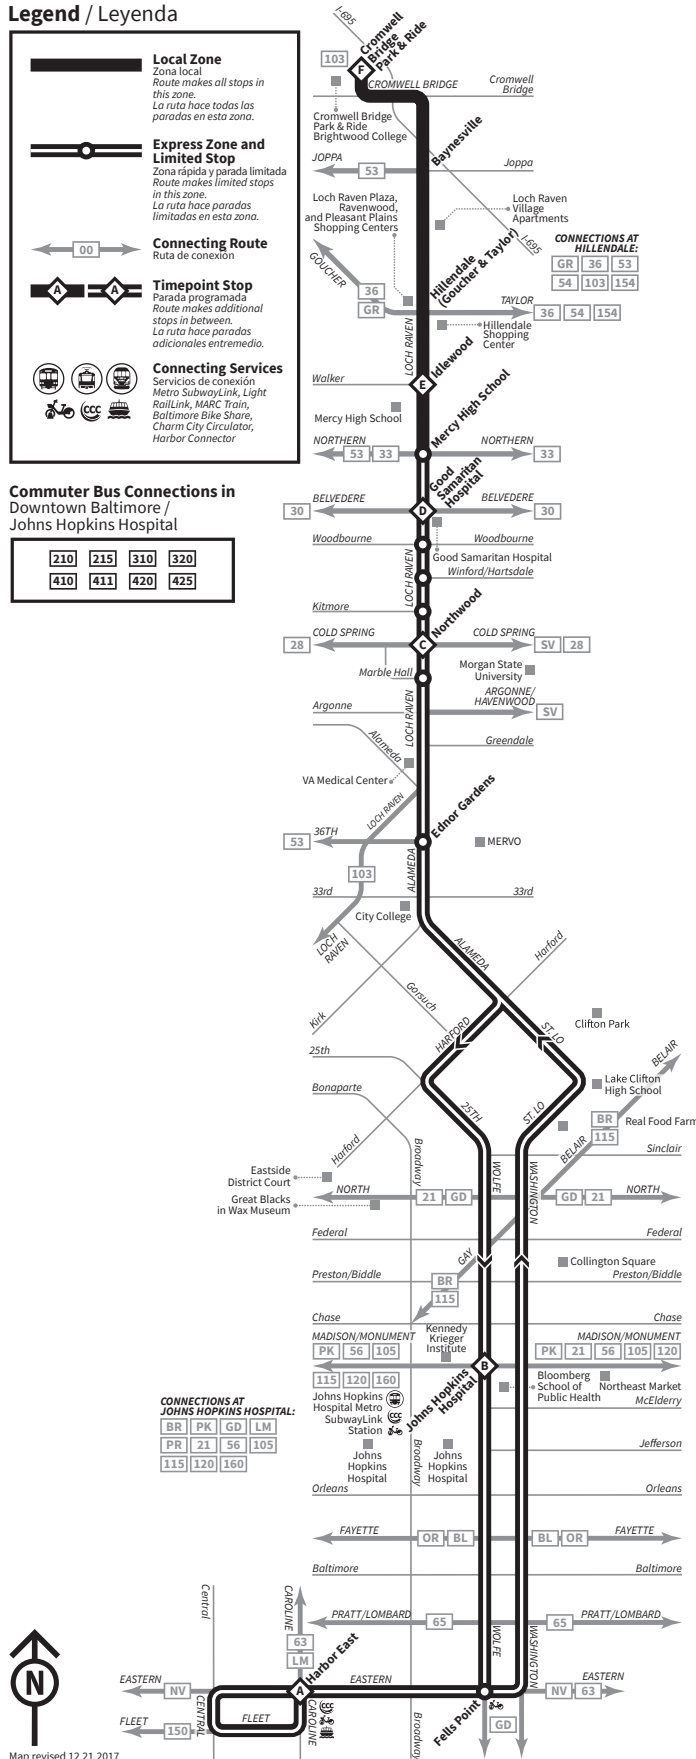 Legend / Leyenda
Local Zone
Zona local
Route makes all stops in
this zone.
La ruta hace todas las
paradas en esta zona.
Express Zone and
Limited Stop
Zona rápida y parada limitada
Route makes limited stops
in this zone.
La ruta hace paradas
limitadas en esta zona.
00
Connecting Route
Ruta de conexión
A
A
Timepoint Stop
Parada programada
Route makes additional
stops in between.
La ruta hace paradas
adicionales entremedio.
CCC
Connecting Services
Servicios de conexión
Metro SubwayLink, Light
RailLink, MARC Train,
Baltimore Bike Share,
Charm City Circulator,
Harbor Connector
Commuter Bus Connections in
Downtown Baltimore /
Johns Hopkins Hospital
210 215 310 320
410 411 420 425
I-695
Cromwell
Bridge
Park & Ride
103
F
CROMWELL BRIDGE
Cromwell
Bridge
Cromwell Bridge
Park & Ride
Brightwood College
Baynesville
JOPPA
53
Joppa
Loch Raven Plaza,
Ravenwood,
and Pleasant Plains
Shopping Centers
Loch Raven
Village
Apartments
I-695
CONNECTIONS AT
HILLENDALE:
GR 36 53
54 103 154
GOUCHER
36
GR
Hillendale
(Goucher & Taylor)
TAYLOR
36 54 154
LOCH RAVEN
Hillendale
Shopping
Center
Idlewood
Walker
E
Mercy High School
Mercy High School
NORTHERN
53 33
NORTHERN
33
Good
Samaritan
Hospital
BELVEDERE
30
D
BELVEDERE
30
Woodbourne
Woodbourne
Good Samaritan Hospital
LOCH RAVEN
Winford/Hartsdale
Kitmore
Northwood
COLD SPRING
28
C
COLD SPRING
SV 28
Marble Hall
Morgan State
University
LOCH RAVEN
Argonne
ARGONNE/
HAVENWOOD
SV
Alameda
Greendale
VA Medical Center
LOCH RAVEN
Ednor Gardens
36TH
53
MERVO
ALAMEDA
103
33rd
33rd
City College
LOCH
RAVEN
ALAMEDA
Harford
Gorsuch
Kirk
HARFORD
ST. LO
Clifton Park
25th
BELAIR
Bonaparte
Lake Clifton
High School
25TH
ST. LO
BR
115
Real Food Farm
Harford
Broadway
BELAIR
Sinclair
Eastside
District Court
WOLFE
WASHINGTON
NORTH
21 GD
GD 21
NORTH
Great Blacks
in Wax Museum
Federal
Federal
GAY
Collington Square
Preston/Biddle
Preston/Biddle
BR
115
Chase
Chase
Kennedy
Krieger
Institute
MADISON/MONUMENT
PK 56 105
MADISON/MONUMENT
PK 21 56 105 120
B
115 120 160
Johns Hopkins
Hospital
Bloomberg
School of
Public Health
Northeast Market
Johns Hopkins
Hospital Metro
SubwayLink
Station
CCC
McElderry
CONNECTIONS AT
JOHNS HOPKINS HOSPITAL:
BR PK GD LM
PR 21 56 105
115 120 160
Johns
Hopkins
Hospital
Broadway
Johns
Hopkins
Hospital
Jefferson
Orleans
Orleans
FAYETTE
OR BL
BL OR
FAYETTE
Baltimore
Baltimore
Central
CAROLINE
PRATT/LOMBARD
65
65
PRATT/LOMBARD
63
LM
Harbor East
WOLFE
WASHINGTON
N
EASTERN
NV
A
EASTERN
NV 63
EASTERN
CENTRAL
FLEET
CAROLINE
CCC
Fells Point
FLEET
150
GD
Broadway
Map revised 12.21.2017